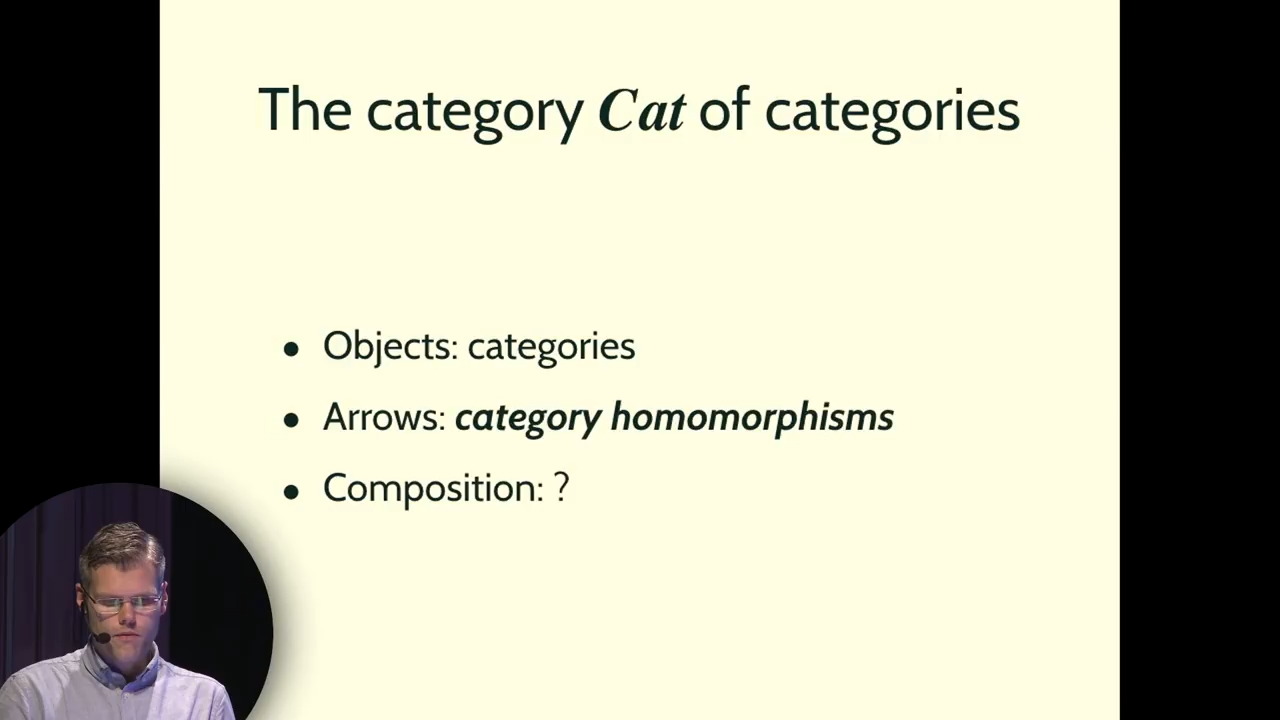 The category Cat of categories
• Objects: categories
• Arrows: category homomorphisms
• Composition: ?